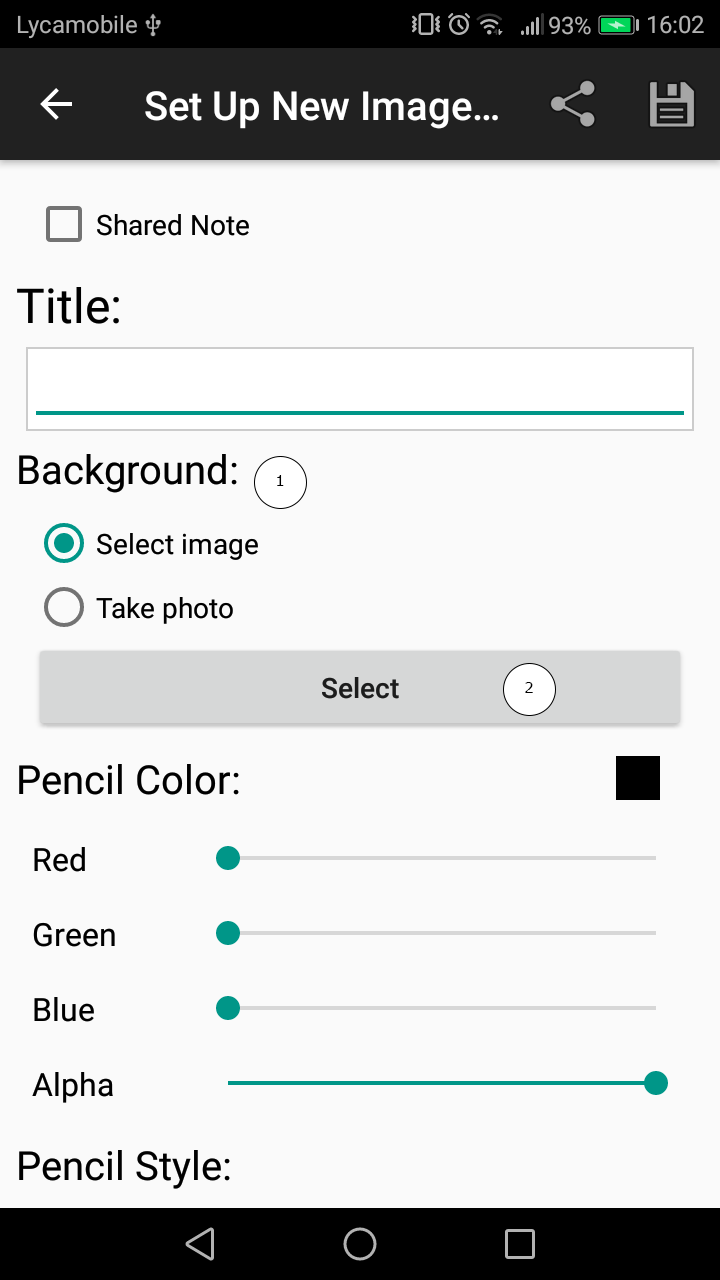 Lycamobile 93% 16:02
Set Up New Image...
Shared Note
Title:
Background: 1
Select image
Take photo
Select 2
Pencil Color:
Red
Green
Blue
Alpha
Pencil Style: